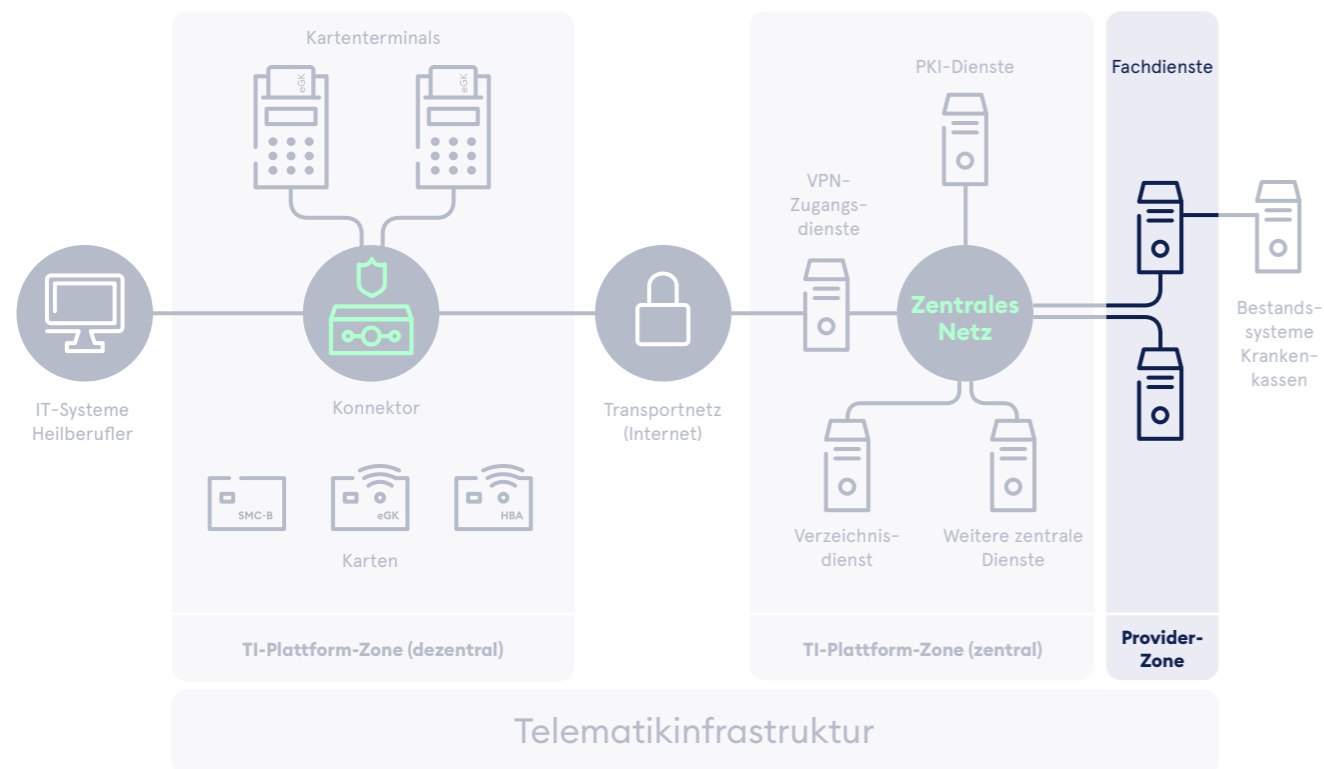 Kartenterminals
eGK
eGK
PKI-Dienste
Fachdienste
VPN-
Zugangs-
dienste
Zentrales
Netz
Bestands-
systeme
Kranken-
kassen
IT-Systeme
Heilberufler
Konnektor
Transportnetz
(Internet)
SMC-B
eGK
HBA
Karten
Verzeichnis-
dienst
Weitere zentrale
Dienste
TI-Plattform-Zone (dezentral)
TI-Plattform-Zone (zentral)
Provider-
Zone
Telematikinfrastruktur